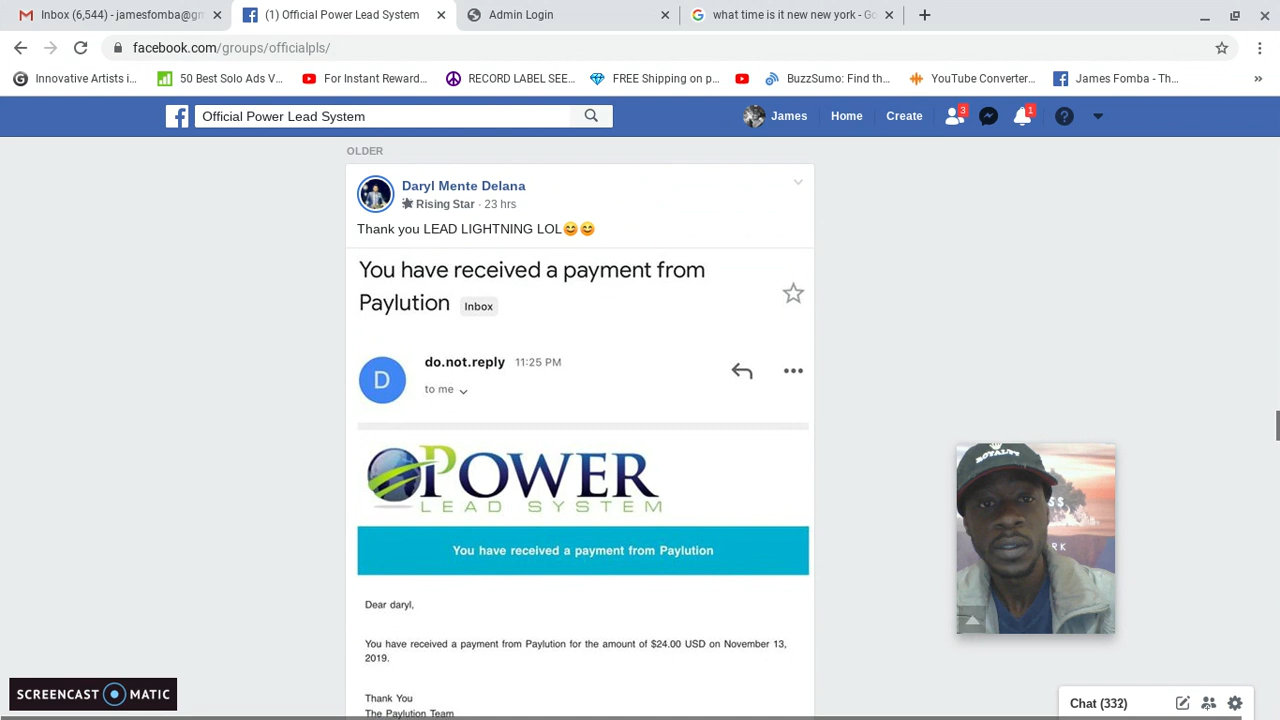 Inbox (6,544) - jamesfomba@gm
(1) Official Power Lead System
Admin Login
what time is it new new york - Go
facebook.com/groups/officialpls/
Innovative Artists i...
50 Best Solo Ads V...
For Instant Reward...
RECORD LABEL SEE...
FREE Shipping on p...
BuzzSumo: Find th...
YouTube Converter...
James Fomba - Th...
»
Official Power Lead System
James
Home
Create
3
1
OLDER
Daryl Mente Delana
Rising Star · 23 hrs
Thank you LEAD LIGHTNING LOL😊😊
You have received a payment from
Paylution Inbox
do.not.reply 11:25 PM
D
to me
POWER
LEAD SYSTEM
You have received a payment from Paylution
Dear daryl,
You have received a payment from Paylution for the amount of $24.00 USD on November 13,
2019.
Thank You
The Paylution Team
ROYALTY
SCREENCAST MATIC
Chat (332)